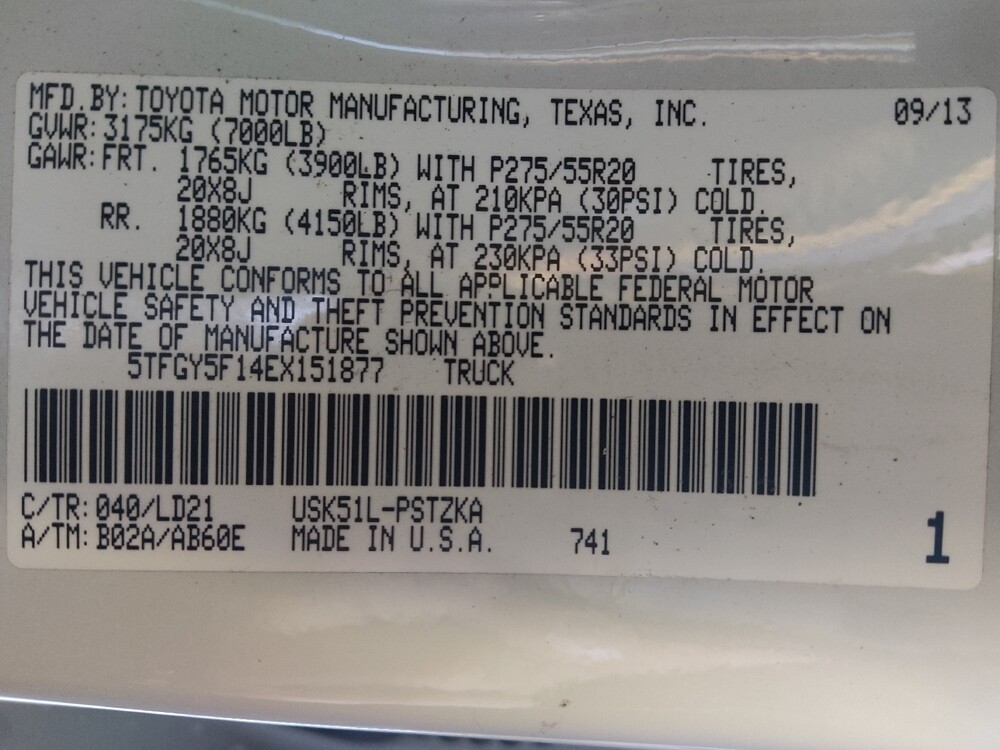 MFD.BY: TOYOTA MOTOR MANUFACTURING, TEXAS, INC. 09/13
GVWR: 3175KG (7000LB)
GAWR: FRT. 1765KG (3900LB) WITH P275/55R20 TIRES,
20X8J RIMS, AT 210KPA (30PSI) COLD.
RR. 1880KG (4150LB) WITH P275/55R20 TIRES,
20X8J RIMS, AT 230KPA (33PSI) COLD.
THIS VEHICLE CONFORMS TO ALL APPLICABLE FEDERAL MOTOR
VEHICLE SAFETY AND THEFT PREVENTION STANDARDS IN EFFECT ON
THE DATE OF MANUFACTURE SHOWN ABOVE.
5TFGY5F14EX151877 TRUCK
C/TR: 040/LD21 USK51L-PSTZKA
A/TM: B02A/AB60E MADE IN U.S.A. 741 1